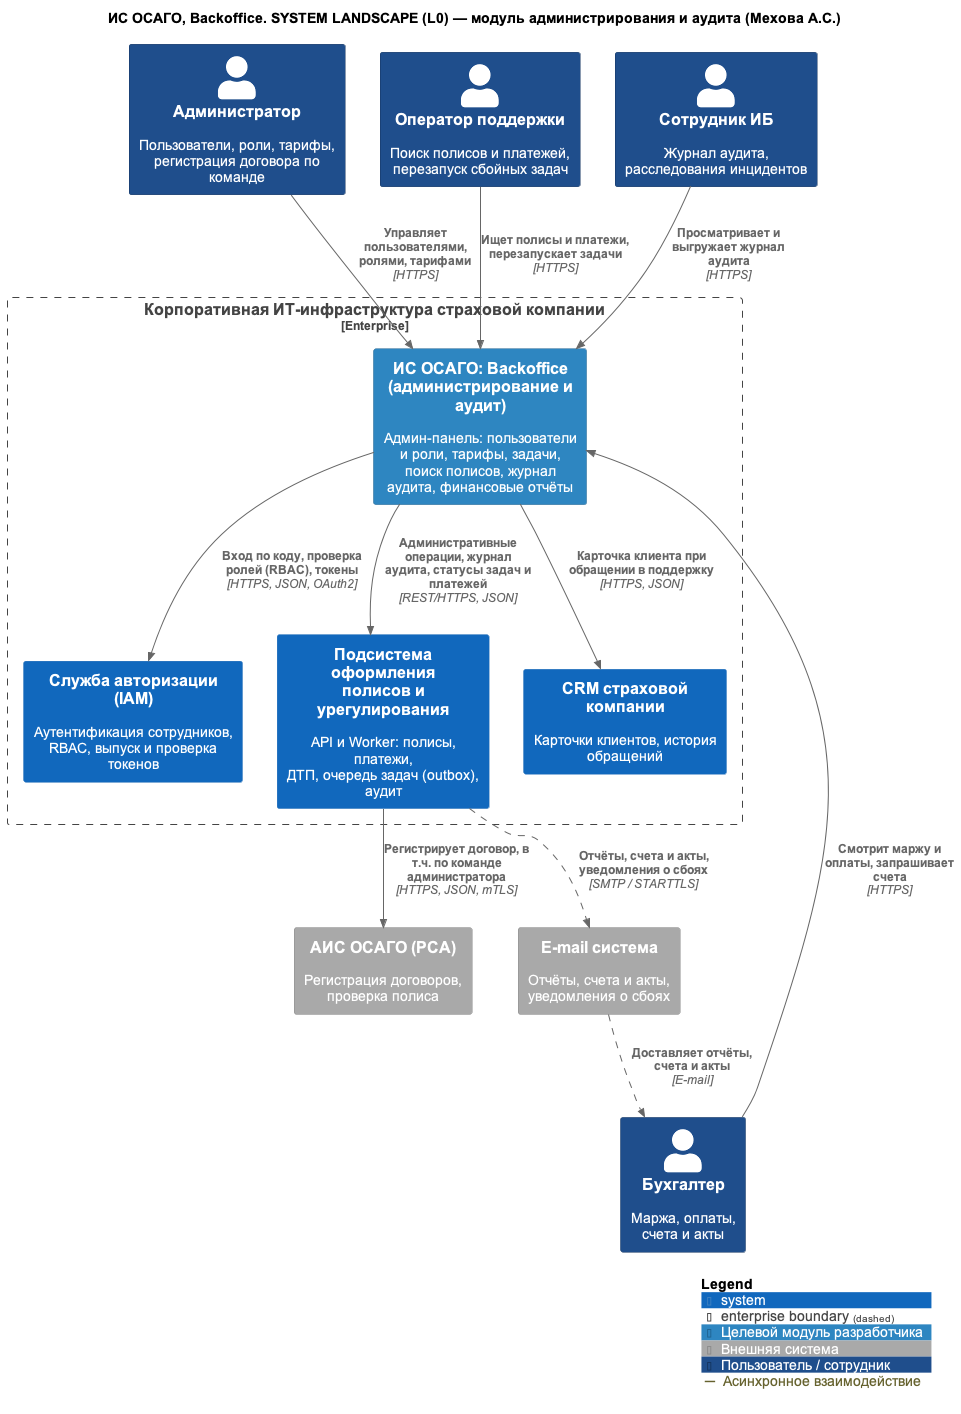 ИС ОСАГО, Backoffice. SYSTEM LANDSCAPE (L0) — модуль администрирования и аудита (Мехова А.С.)
Администратор
Пользователи, роли, тарифы,
регистрация договора по
команде
Оператор поддержки
Поиск полисов и платежей,
перезапуск сбойных задач
Сотрудник ИБ
Журнал аудита,
расследования инцидентов
Управляет
пользователями,
ролями, тарифами
[HTTPS]
Ищет полисы и платежи,
перезапускает задачи
[HTTPS]
Просматривает и
выгружает журнал
аудита
[HTTPS]
Корпоративная ИТ-инфраструктура страховой компании
[Enterprise]
ИС ОСАГО: Backoffice
(администрирование и
аудит)
Админ-панель: пользователи
и роли, тарифы, задачи,
поиск полисов, журнал
аудита, финансовые отчёты
Вход по коду, проверка
ролей (RBAC), токены
[HTTPS, JSON, OAuth2]
Административные
операции, журнал
аудита, статусы задач и
платежей
[REST/HTTPS, JSON]
Карточка клиента при
обращении в поддержку
[HTTPS, JSON]
Служба авторизации
(IAM)
Аутентификация сотрудников,
RBAC, выпуск и проверка
токенов
Подсистема
оформления
полисов и
урегулирования
API и Worker: полисы,
платежи,
ДТП, очередь задач (outbox),
аудит
CRM страховой
компании
Карточки клиентов, история
обращений
Регистрирует договор, в
т.ч. по команде
администратора
[HTTPS, JSON, mTLS]
Отчёты, счета и акты,
уведомления о сбоях
[SMTP / STARTTLS]
Смотрит маржу и
оплаты, запрашивает
счета
[HTTPS]
АИС ОСАГО (РСА)
Регистрация договоров,
проверка полиса
E-mail система
Отчёты, счета и акты,
уведомления о сбоях
Доставляет отчёты,
счета и акты
[E-mail]
Бухгалтер
Маржа, оплаты,
счета и акты
Legend
system
enterprise boundary (dashed)
Целевой модуль разработчика
Внешняя система
Пользователь / сотрудник
Асинхронное взаимодействие